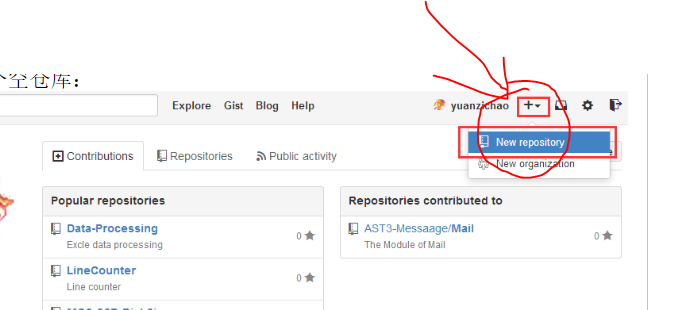 个空仓库：
Explore Gist Blog Help yuanzichao
New repository
New organization
Contributions Repositories Public activity
Popular repositories
Repositories contributed to
Data-Processing 0
Excle data processing
AST3-Messaage/Mail 0
The Module of Mail
LineCounter 0
Line counter